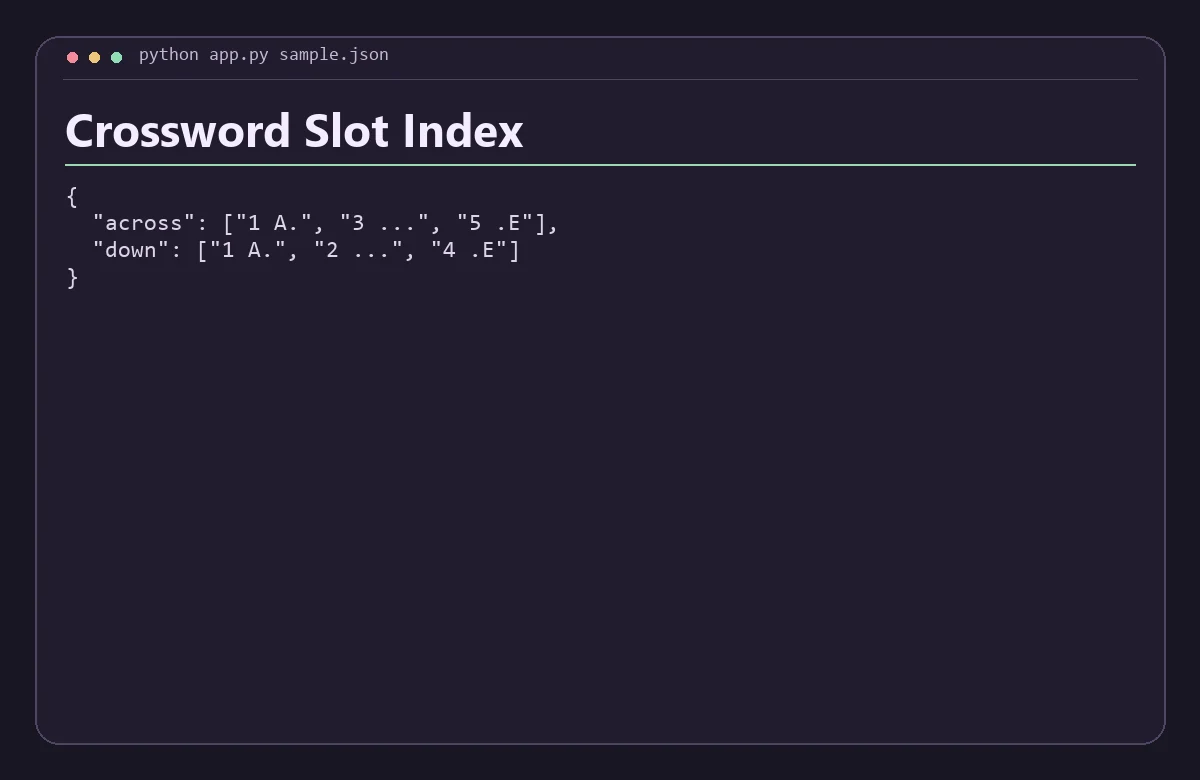 python app.py sample.json
Crossword Slot Index
{
  "across": ["1 A.", "3 ...", "5 .E"],
  "down": ["1 A.", "2 ...", "4 .E"]
}